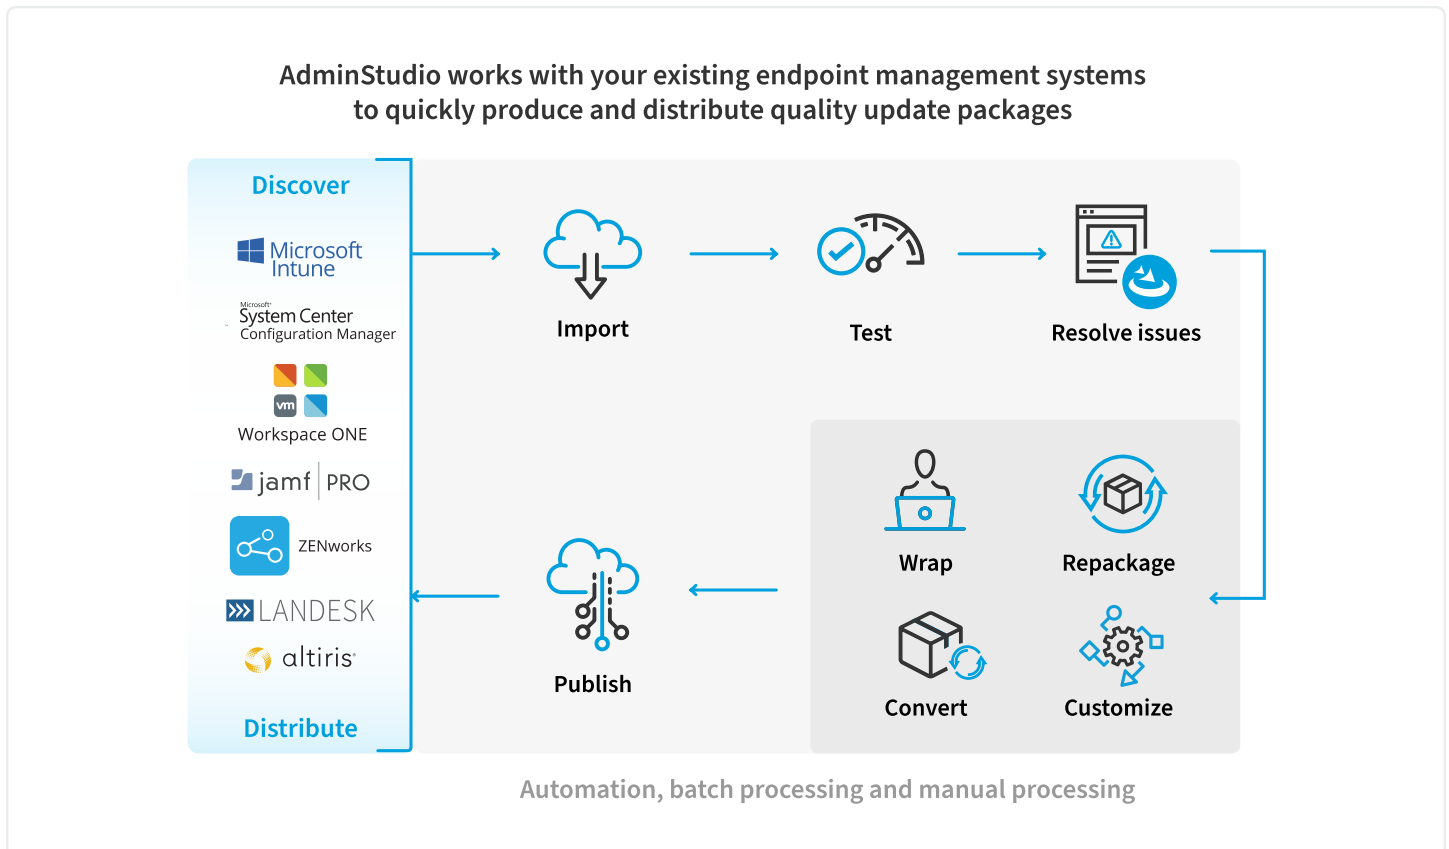 AdminStudio works with your existing endpoint management systems
to quickly produce and distribute quality update packages
Discover
Microsoft
Intune
Microsoft®
System Center
Configuration Manager
vm
Workspace ONE
jamf | PRO
ZENworks
LANDESK
altiris®
Distribute
Import
Test
Resolve issues
Wrap
Repackage
Convert
Customize
Publish
Automation, batch processing and manual processing